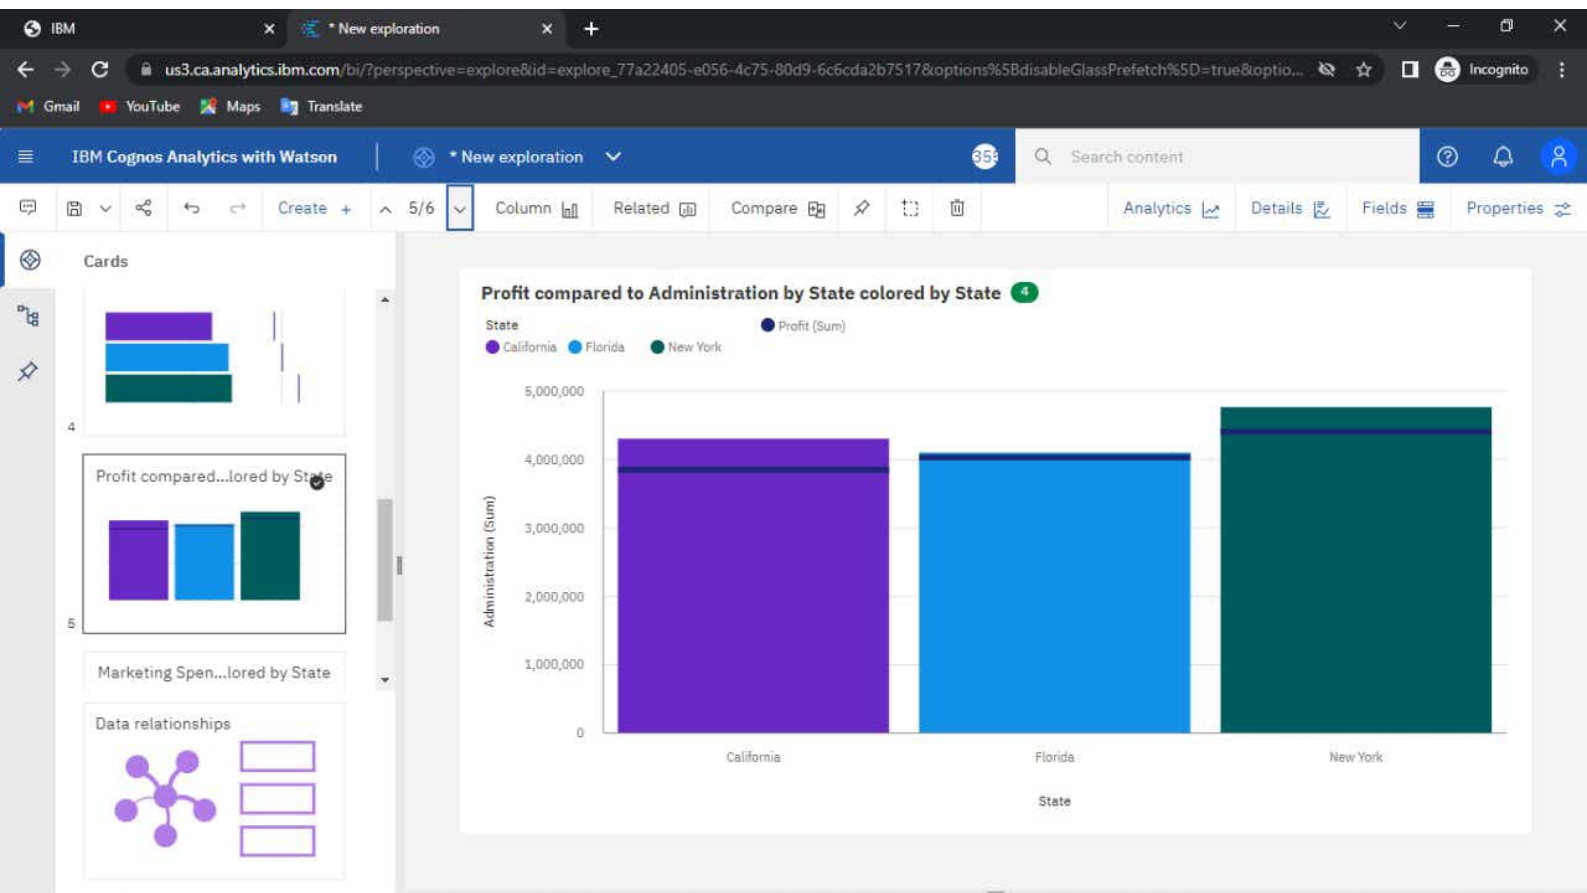 IBM
* New exploration
us3.ca.analytics.ibm.com/bi/?perspective=explore&id=explore_77a22405-e056-4c75-80d9-6c6cda2b7517&options%5BdisableGlassPrefetch%5D=true&optio...
Incognito
Gmail
YouTube
Maps
Translate
IBM Cognos Analytics with Watson
* New exploration
Search content
Create +
5/6
Column
Related
Compare
Analytics
Details
Fields
Properties
Cards
4
Profit compared...lored by State
5
Marketing Spen...lored by State
Data relationships
Profit compared to Administration by State colored by State 4
State
Profit (Sum)
California
Florida
New York
5,000,000
4,000,000
3,000,000
2,000,000
1,000,000
0
Administration (Sum)
California
Florida
New York
State